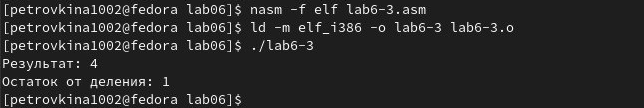 [petrovkina1002@fedora lab06]$ nasm -f elf lab6-3.asm
[petrovkina1002@fedora lab06]$ ld -m elf_i386 -o lab6-3 lab6-3.o
[petrovkina1002@fedora lab06]$ ./lab6-3
Результат: 4
Остаток от деления: 1
[petrovkina1002@fedora lab06]$